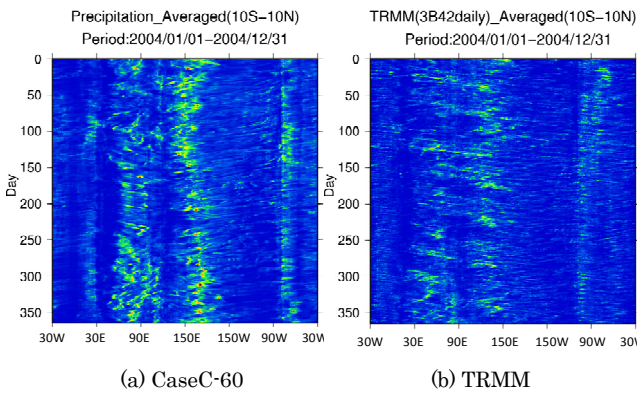 Precipitation_Averaged(10S−10N)
Period:2004/01/01−2004/12/31
0
50
100
150
200
250
300
350
Day
30W 30E 90E 150E 150W 90W 30W
(a) CaseC-60
TRMM(3B42daily)_Averaged(10S−10N)
Period:2004/01/01−2004/12/31
0
50
100
150
200
250
300
350
Day
30W 30E 90E 150E 150W 90W 30W
(b) TRMM